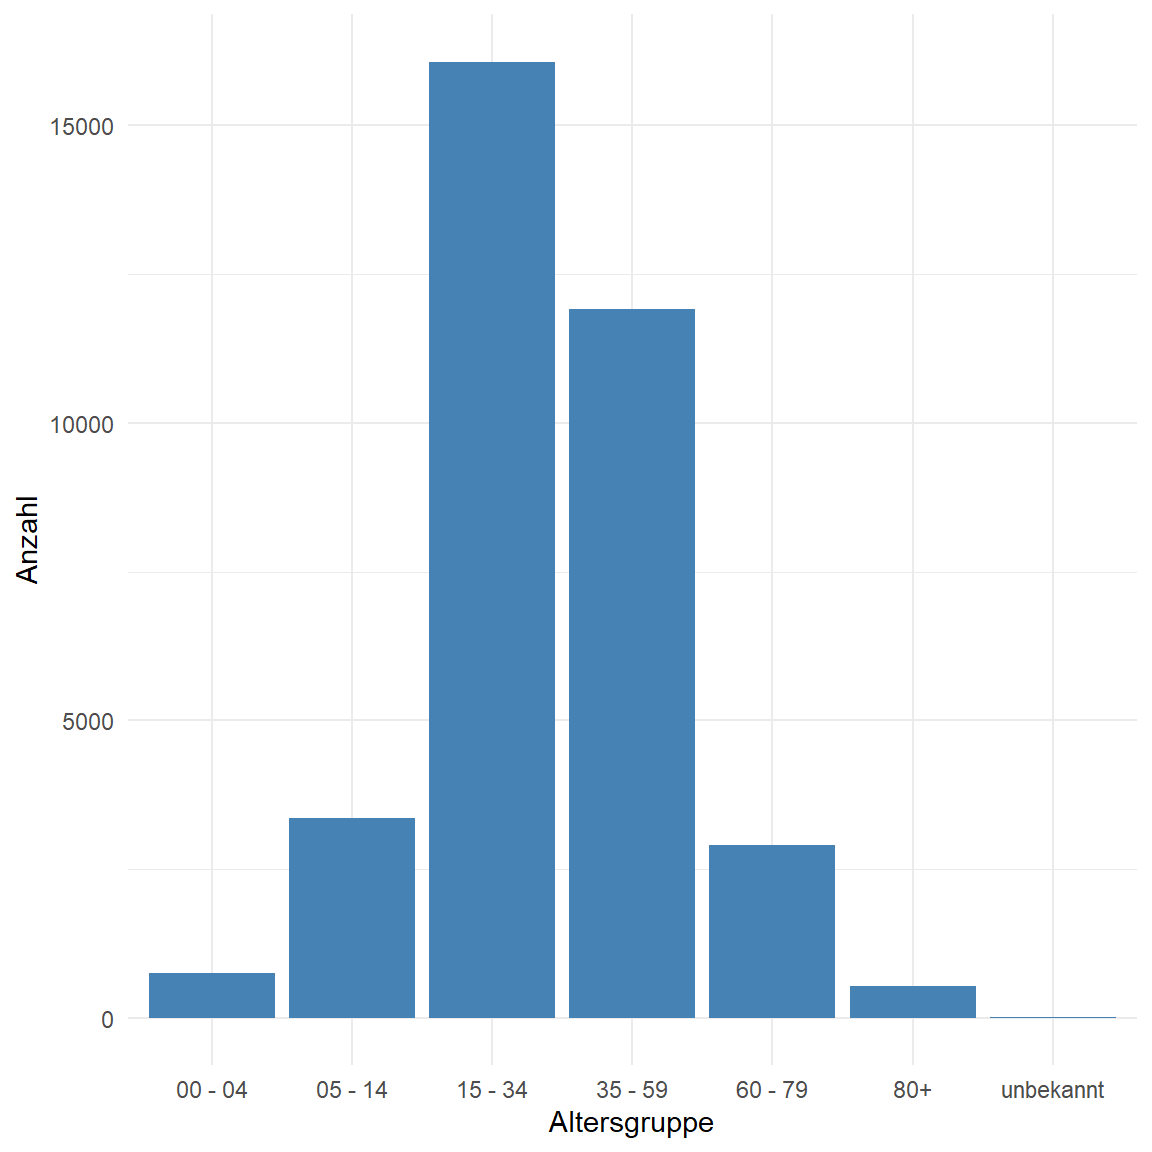 15000
10000
5000
0
Anzahl
00 - 04 05 - 14 15 - 34 35 - 59 60 - 79 80+ unbekannt
Altersgruppe